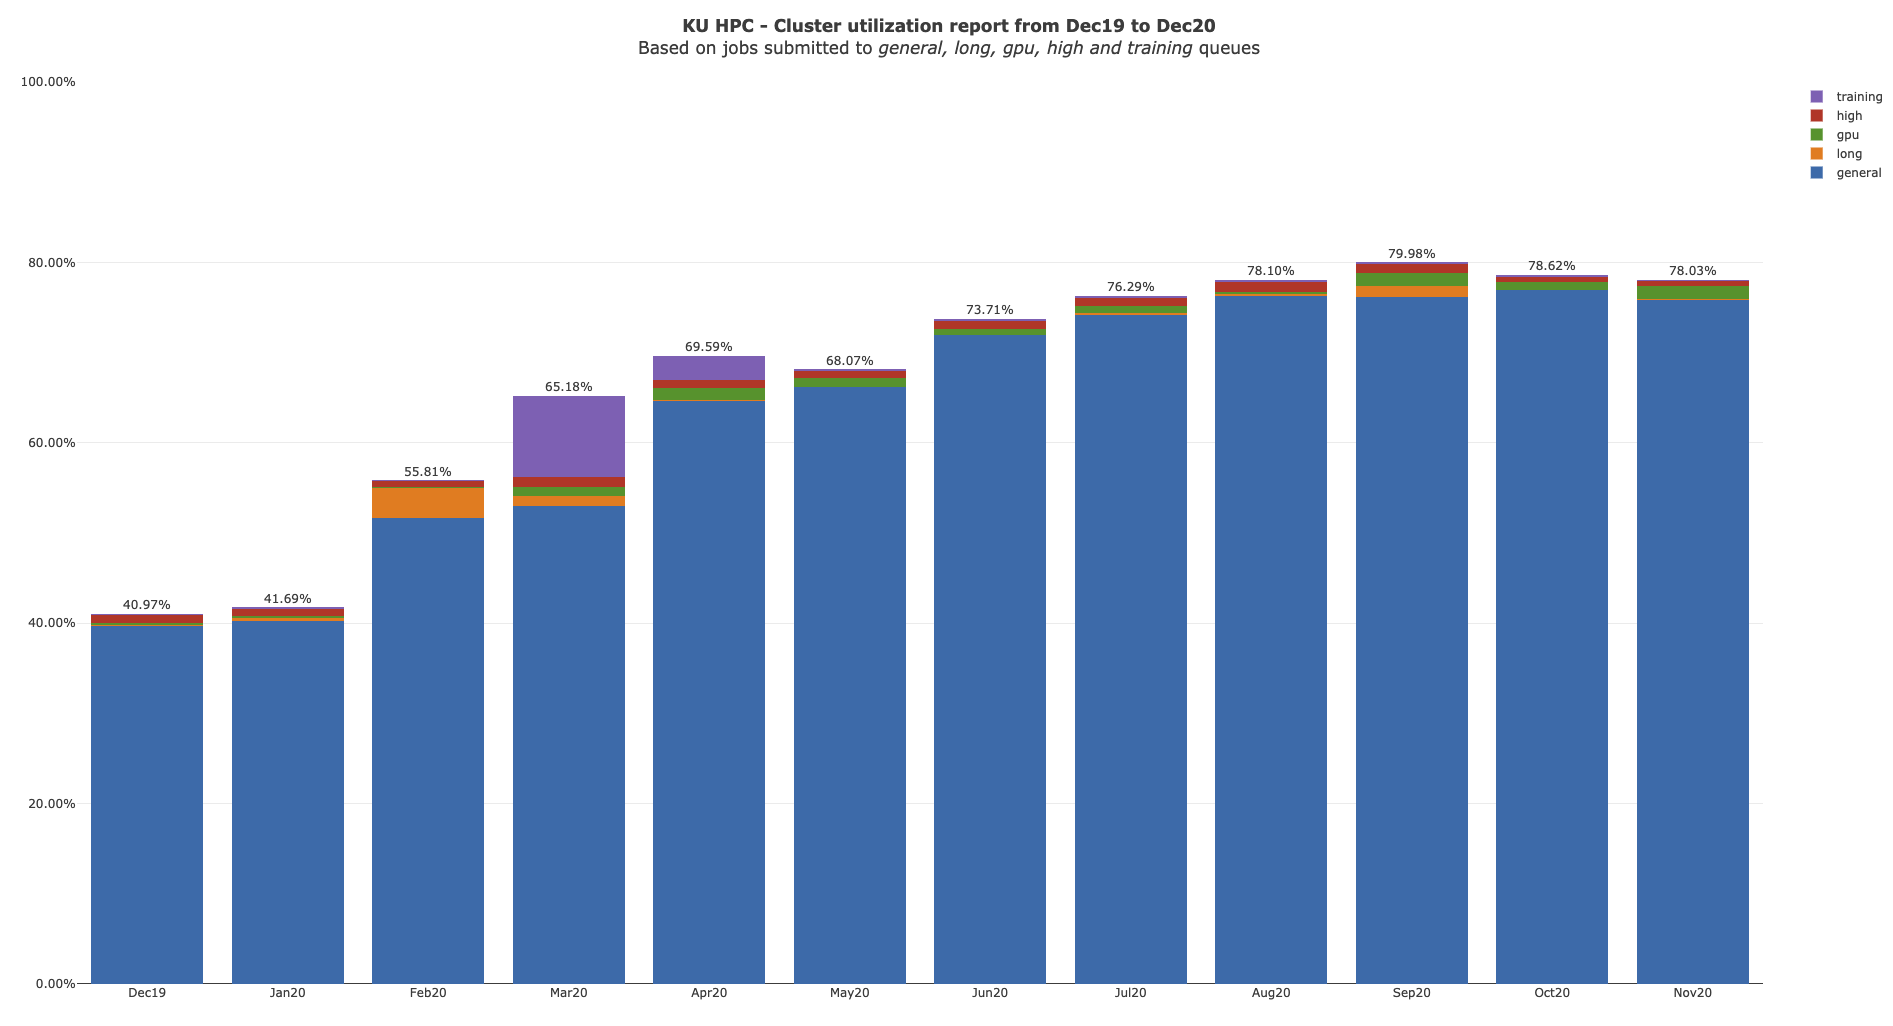 KU HPC - Cluster utilization report from Dec19 to Dec20
Based on jobs submitted to general, long, gpu, high and training queues
100.00%
80.00%
60.00%
40.00%
20.00%
0.00%
training
high
gpu
long
general
40.97%
41.69%
55.81%
65.18%
69.59%
68.07%
73.71%
76.29%
78.10%
79.98%
78.62%
78.03%
Dec19
Jan20
Feb20
Mar20
Apr20
May20
Jun20
Jul20
Aug20
Sep20
Oct20
Nov20